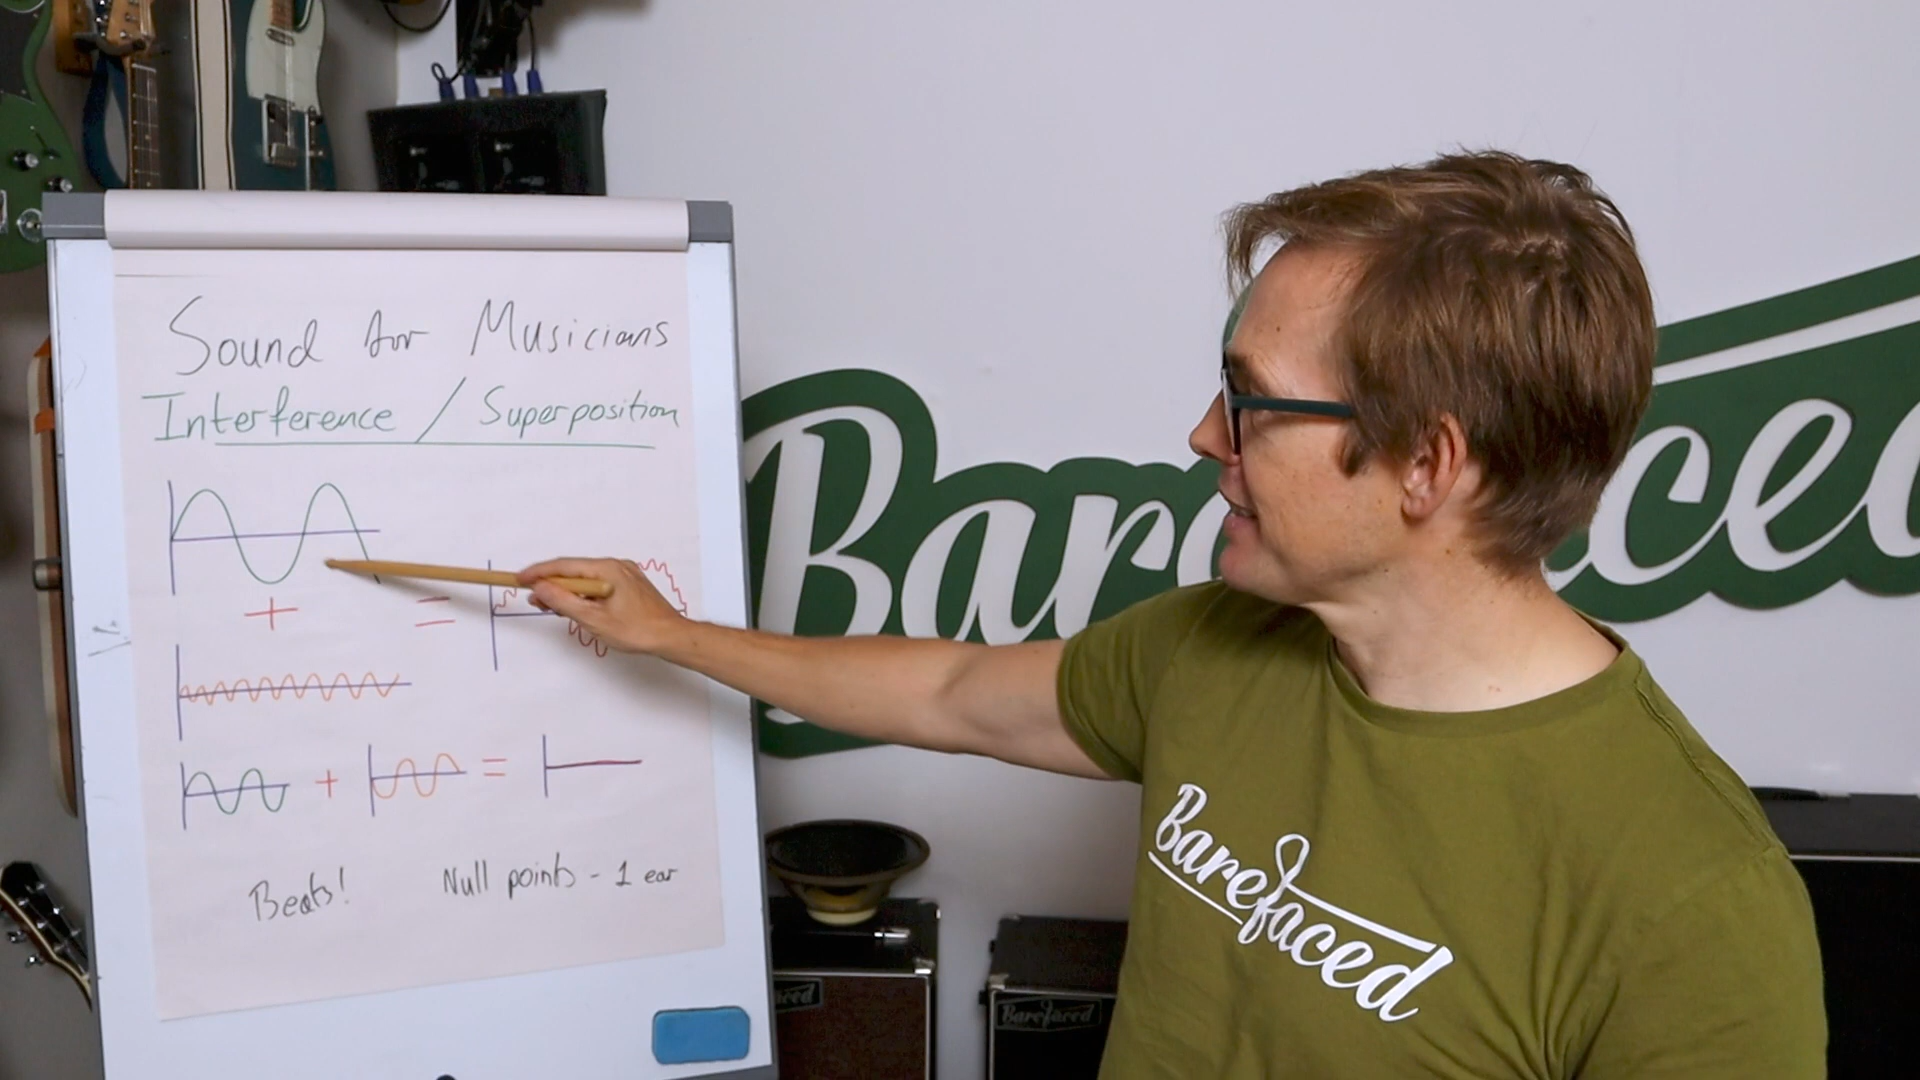 Sound for Musicians
Interference / Superposition
+
=
+ =
Beats! Null points - 1 ear
Barefaced
Barefaced
Barefaced